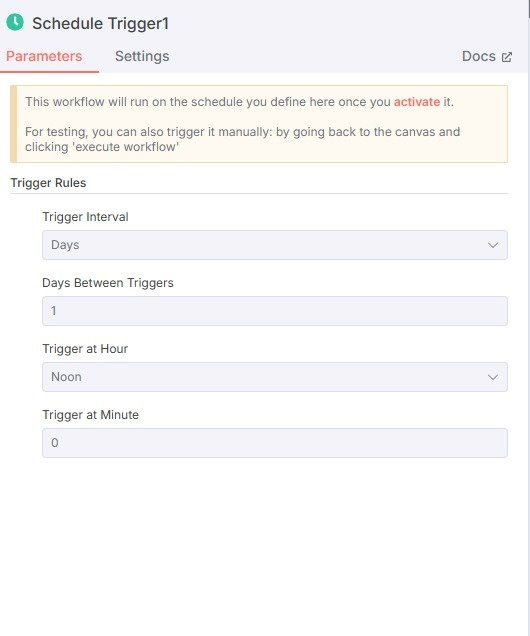 Schedule Trigger1
Parameters
Settings
Docs
This workflow will run on the schedule you define here once you activate it.
For testing, you can also trigger it manually: by going back to the canvas and
clicking 'execute workflow'
Trigger Rules
Trigger Interval
Days
Days Between Triggers
1
Trigger at Hour
Noon
Trigger at Minute
0